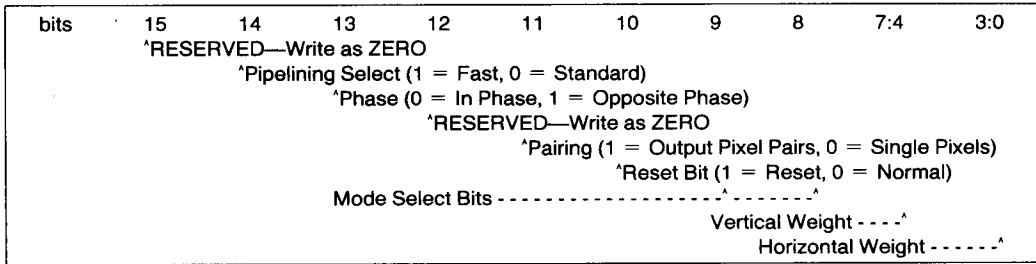 bits 15 14 13 12 11 10 9 8 7:4 3:0
^RESERVED—Write as ZERO
^Pipelining Select (1 = Fast, 0 = Standard)
^Phase (0 = In Phase, 1 = Opposite Phase)
^RESERVED—Write as ZERO
^Pairing (1 = Output Pixel Pairs, 0 = Single Pixels)
^Reset Bit (1 = Reset, 0 = Normal)
Mode Select Bits - - - - - - - - - - - - - - - - - - -^- - - - - - -^
Vertical Weight - - - -^
Horizontal Weight - - - - - -^